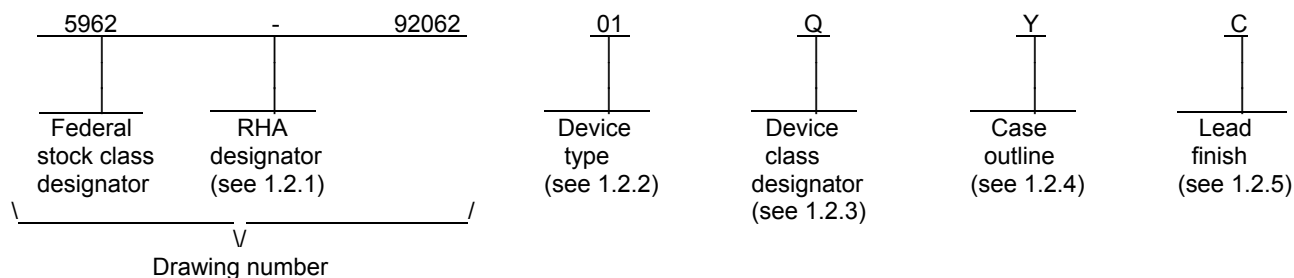 5962 - 92062 01 Q Y C
Federal stock class designator
RHA designator (see 1.2.1)
Device type (see 1.2.2)
Device class designator (see 1.2.3)
Case outline (see 1.2.4)
Lead finish (see 1.2.5)
\ /
\/
Drawing number